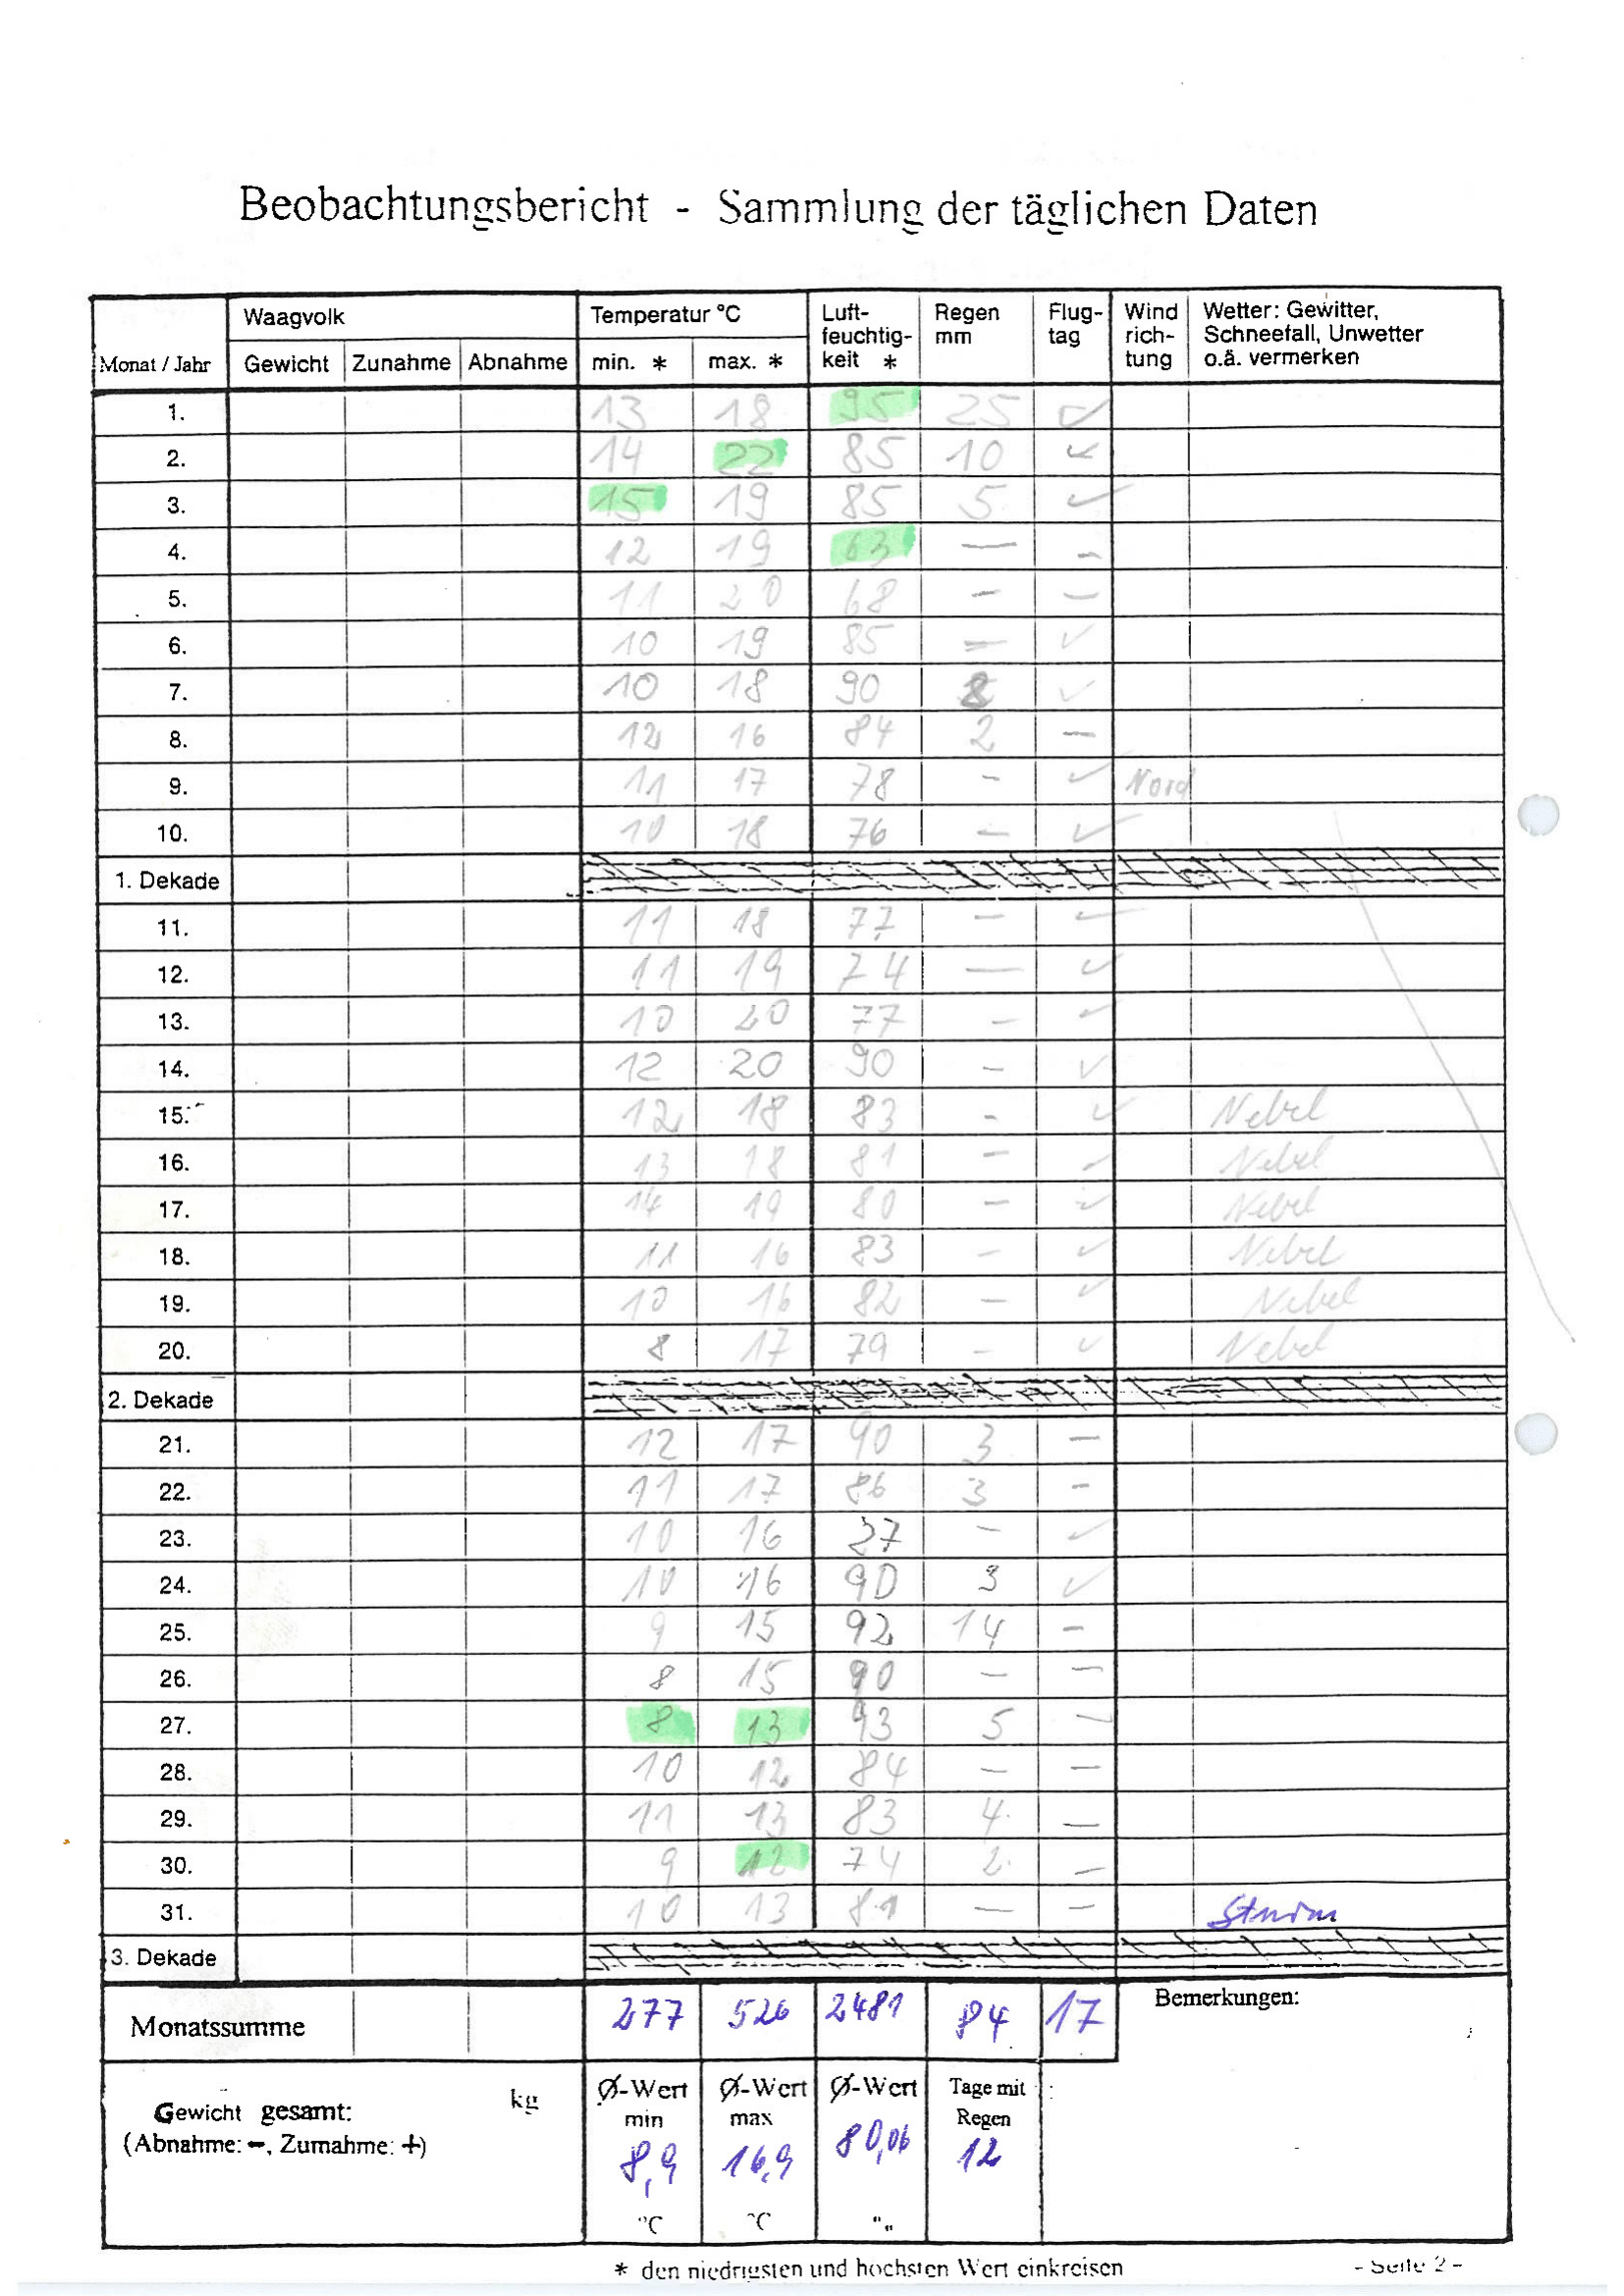 Beobachtungsbericht - Sammlung der täglichen Daten
Monat / Jahr Waagvolk Temperatur °C Luft-feuchtig-keit * Regen mm Flug-tag Wind rich-tung Wetter: Gewitter, Schneefall, Unwetter o.ä. vermerken
Gewicht Zunahme Abnahme min. * max. *
1. 13 18 95 25 ✓
2. 14 22 85 10 ✓
3. 15 19 85 5 ✓
4. 12 19 63 — –
5. 11 20 68 – –
6. 10 19 85 – ✓
7. 10 18 90 8 ✓
8. 12 16 84 2 –
9. 11 17 78 – ✓ Nord
10. 10 18 76 – ✓
1. Dekade
11. 11 18 77 – ✓
12. 11 19 74 — ✓
13. 10 20 77 – ✓
14. 12 20 90 – ✓
15. 12 18 83 – ✓ Nebel
16. 13 18 81 – ✓ Nebel
17. 14 19 80 – ✓ Nebel
18. 11 16 83 – ✓ Nebel
19. 10 16 82 – ✓ Nebel
20. 8 17 79 – ✓ Nebel
2. Dekade
21. 12 17 90 3 –
22. 11 17 86 3 –
23. 10 16 – ✓
24. 10 16 90 3 ✓
25. 9 15 92 14 –
26. 8 15 90 – –
27. 8 13 93 5 –
28. 10 12 84 – –
29. 11 13 83 4 –
30. 9 12 74 2 –
31. 10 13 81 – – Sturm
3. Dekade
Monatssumme 277 526 2481 84 17 Bemerkungen:
Gewicht gesamt: kg
(Abnahme: –, Zumahme: +)
Ø-Wert min Ø-Wert max Ø-Wert Tage mit Regen
8,9 16,9 80,06 12
°C °C
* den niedrigsten und hochsten Wert einkreisen - Seite 2 -